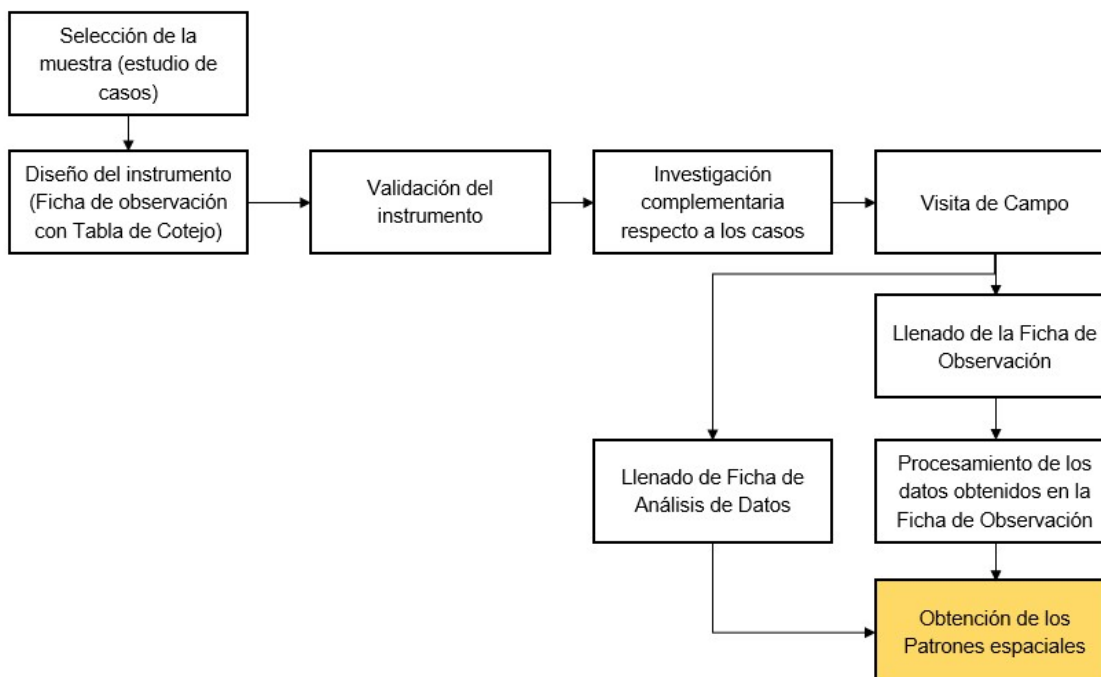 Selección de la
muestra (estudio de
casos)
Diseño del instrumento
(Ficha de observación
con Tabla de Cotejo)
Validación del
instrumento
Investigación
complementaria
respecto a los casos
Visita de Campo
Llenado de la Ficha de
Observación
Llenado de Ficha de
Análisis de Datos
Procesamiento de los
datos obtenidos en la
Ficha de Observación
Obtención de los
Patrones espaciales